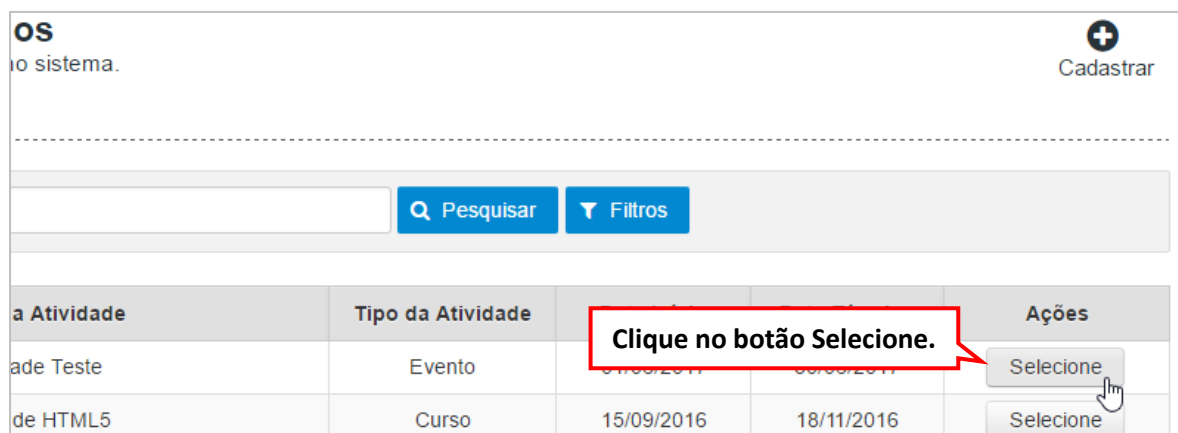 os
no sistema.
Cadastrar
Pesquisar
Filtros
a Atividade
Tipo da Atividade
Ações
Clique no botão Selecione.
ade Teste
Evento
Selecione
de HTML5
Curso
15/09/2016
18/11/2016
Selecione